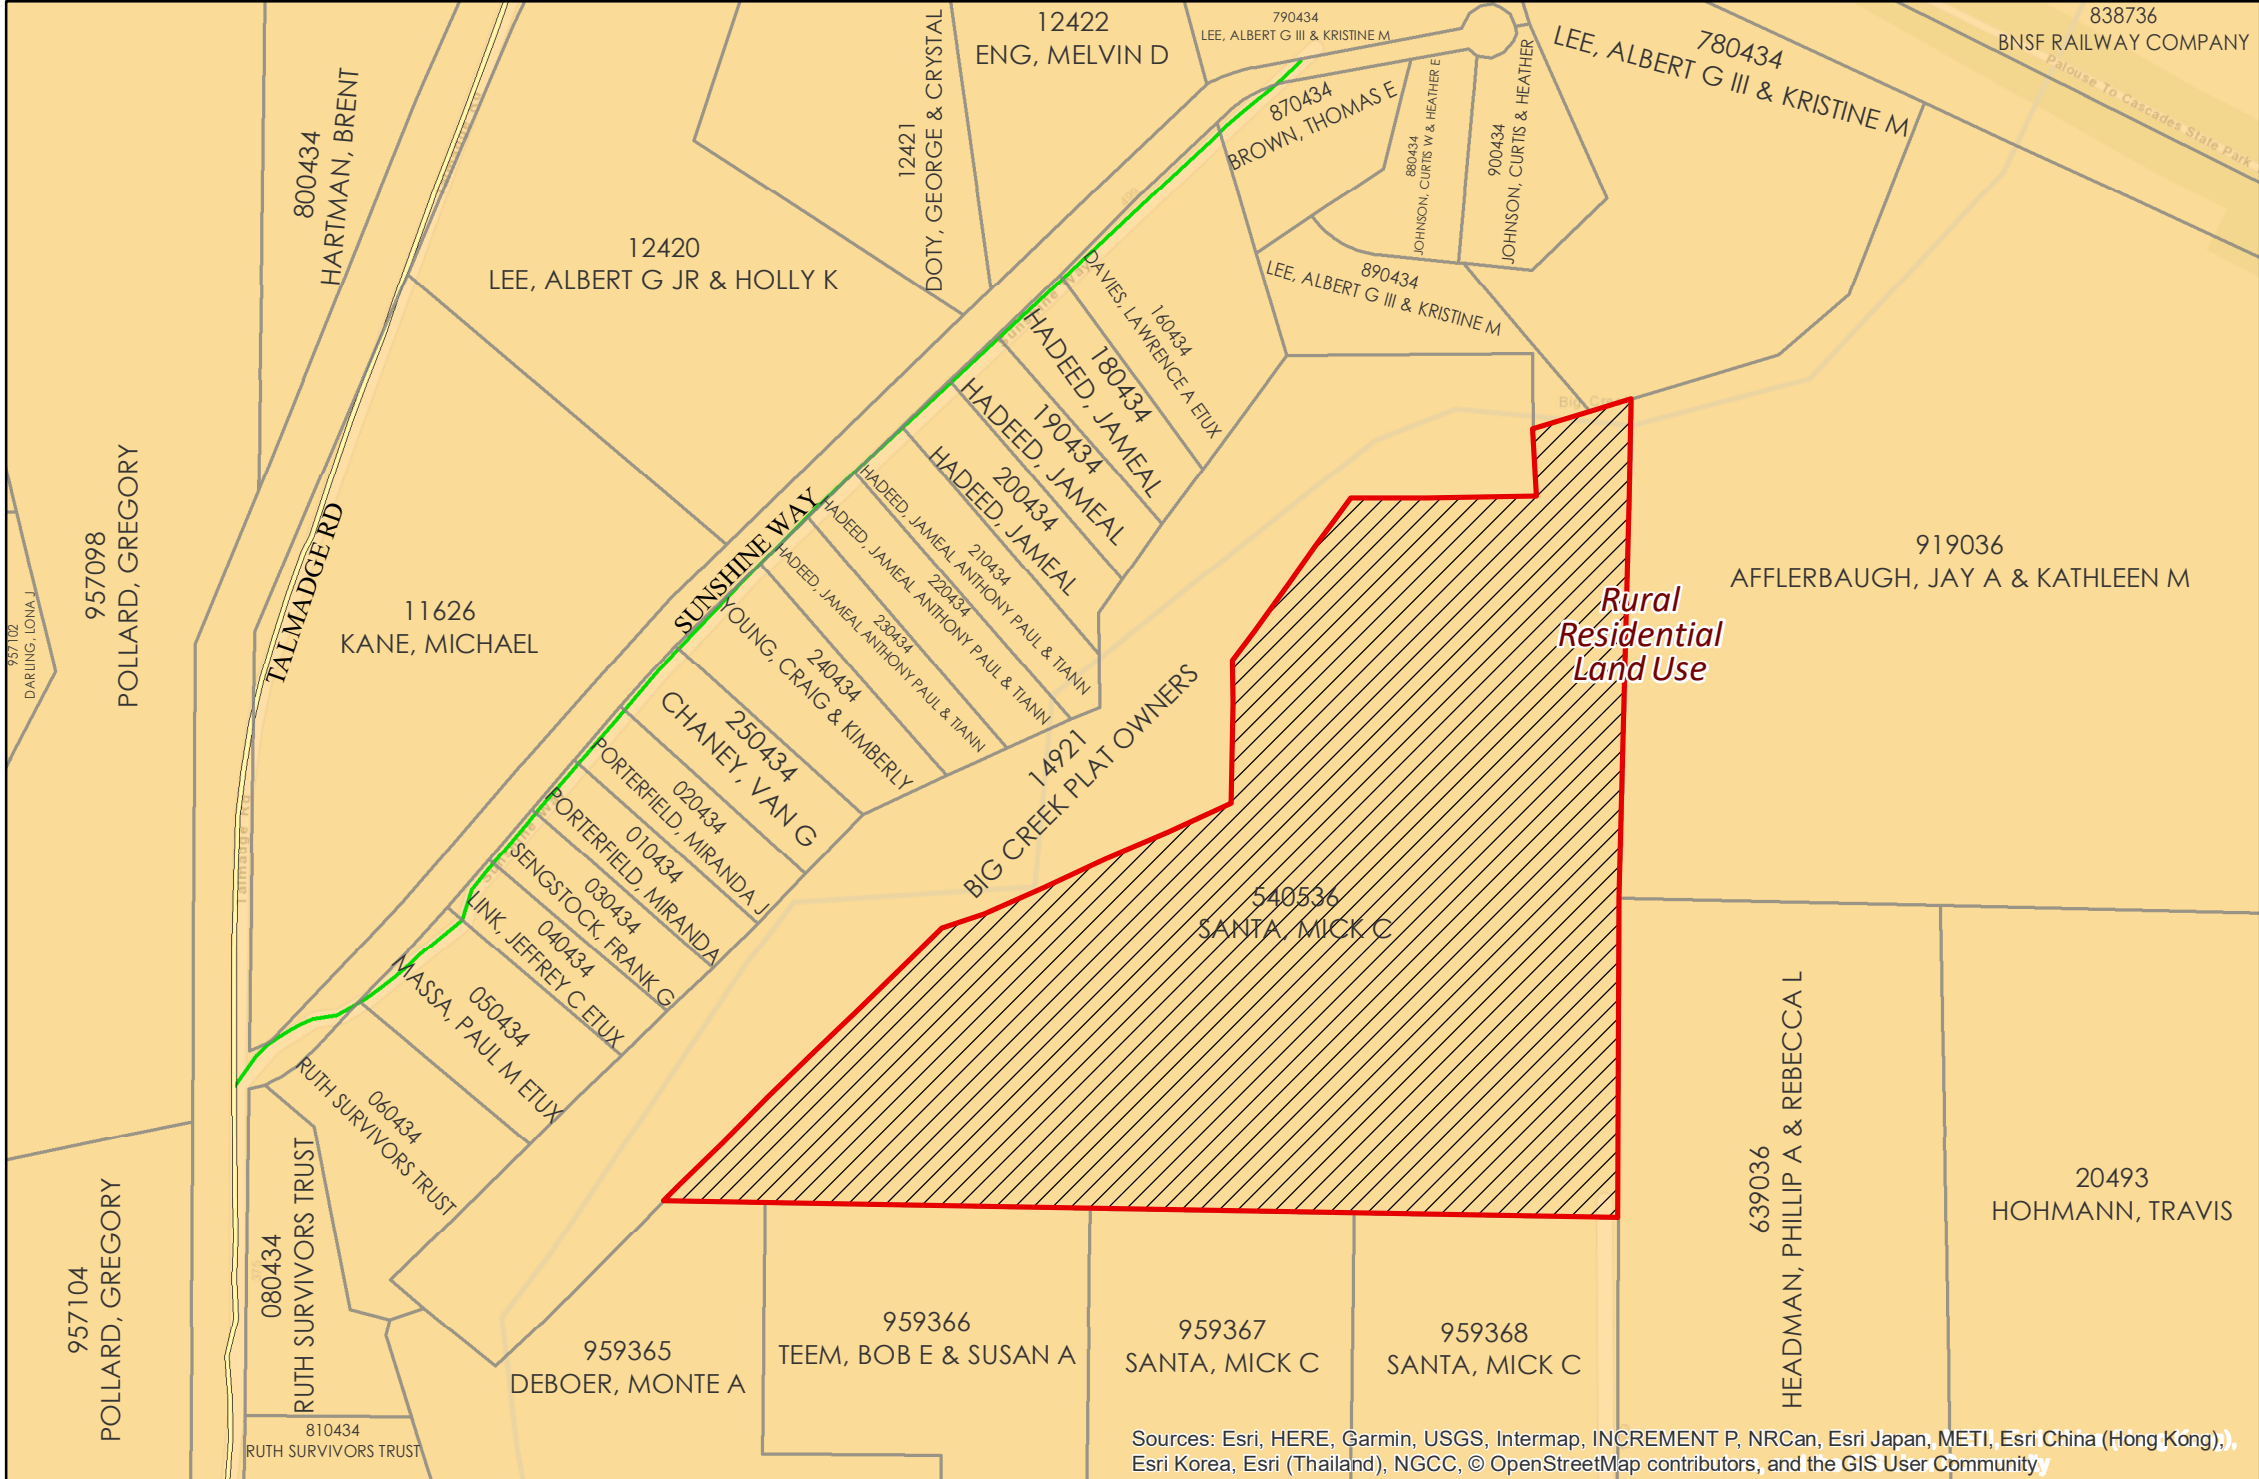 12422
ENG, MELVIN D
790434
LEE, ALBERT G III & KRISTINE M
780434
LEE, ALBERT G III & KRISTINE M
838736
BNSF RAILWAY COMPANY
Palouse To Cascades State Park
800434
HARTMAN, BRENT
Talmadge Rd
12421
DOTY, GEORGE & CRYSTAL
870434
BROWN, THOMAS E
880434
JOHNSON, CURTIS W & HEATHER E
900434
JOHNSON, CURTIS & HEATHER
12420
LEE, ALBERT G JR & HOLLY K
890434
LEE, ALBERT G III & KRISTINE M
160434
DAVIES, LAWRENCE A ETUX
Sunshine Way
180434
HADEED, JAMEAL
190434
HADEED, JAMEAL
200434
HADEED, JAMEAL
210434
HADEED, JAMEAL ANTHONY PAUL & TIANN
220434
HADEED, JAMEAL ANTHONY PAUL & TIANN
230434
HADEED, JAMEAL ANTHONY PAUL & TIANN
240434
YOUNG, CRAIG & KIMBERLY
250434
CHANEY, VAN G
020434
PORTERFIELD, MIRANDA J
010434
PORTERFIELD, MIRANDA
030434
SENGSTOCK, FRANK G
040434
LINK, JEFFREY C ETUX
050434
MASSA, PAUL M ETUX
060434
RUTH SURVIVORS TRUST
957098
POLLARD, GREGORY
957102
DARLING, LONA J
TALMADGE RD
11626
KANE, MICHAEL
SUNSHINE WAY
14921
BIG CREEK PLAT OWNERS
919036
AFFLERBAUGH, JAY A & KATHLEEN M
Rural
Residential
Land Use
Talmadge Rd
540536
SANTA, MICK C
639036
HEADMAN, PHILLIP A & REBECCA L
20493
HOHMANN, TRAVIS
957104
POLLARD, GREGORY
080434
RUTH SURVIVORS TRUST
810434
RUTH SURVIVORS TRUST
959365
DEBOER, MONTE A
959366
TEEM, BOB E & SUSAN A
959367
SANTA, MICK C
959368
SANTA, MICK C
Sources: Esri, HERE, Garmin, USGS, Intermap, INCREMENT P, NRCan, Esri Japan, METI, Esri China (Hong Kong),
Esri Korea, Esri (Thailand), NGCC, © OpenStreetMap contributors, and the GIS User Community